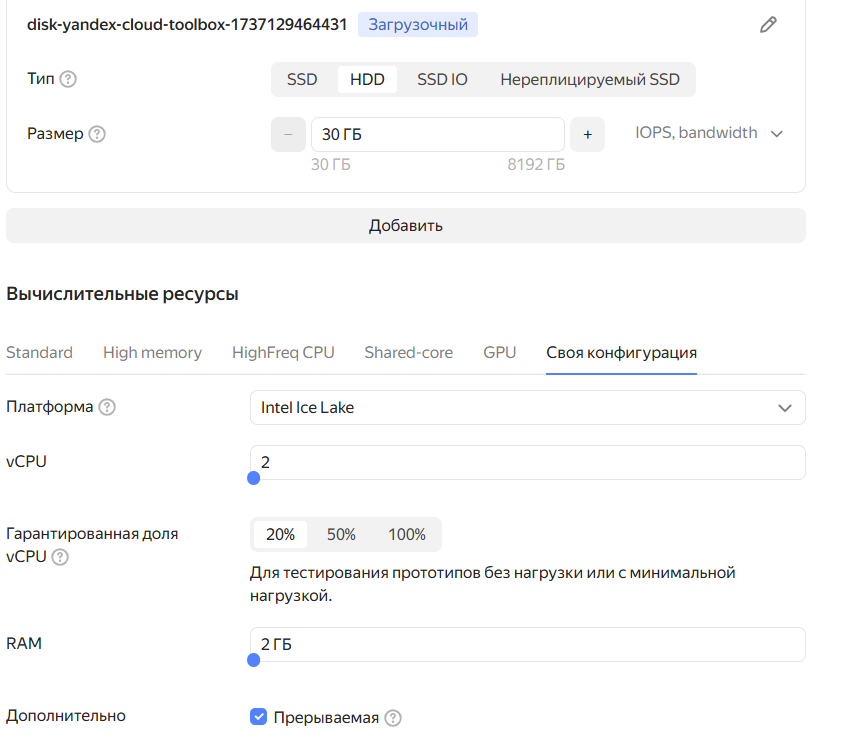 disk-yandex-cloud-toolbox-1737129464431 Загрузочный
Тип SSD HDD SSD IO Нереплицируемый SSD
Размер − 30 ГБ + IOPS, bandwidth
30 ГБ 8192 ГБ
Добавить
Вычислительные ресурсы
Standard High memory HighFreq CPU Shared-core GPU Своя конфигурация
Платформа Intel Ice Lake
vCPU 2
Гарантированная доля
vCPU 20% 50% 100%
Для тестирования прототипов без нагрузки или с минимальной
нагрузкой.
RAM 2 ГБ
Дополнительно Прерываемая